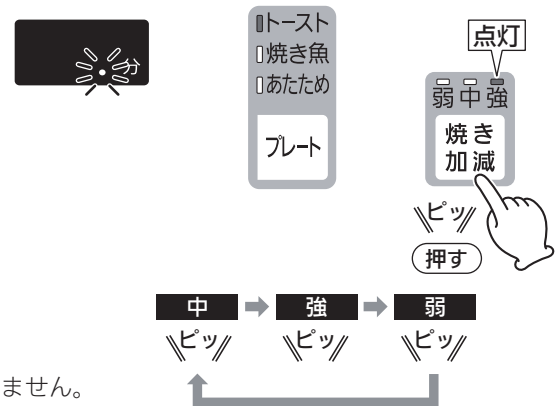 分
トースト
焼き魚
あたため
プレート
点灯
弱 中 強
焼き
加減
ピッ
押す
中 強 弱
ピッ ピッ ピッ
ません。